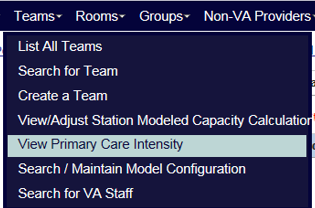 Teams Rooms Groups Non-VA Providers
List All Teams
Search for Team
Create a Team
View/Adjust Station Modeled Capacity Calculation
View Primary Care Intensity
Search / Maintain Model Configuration
Search for VA Staff